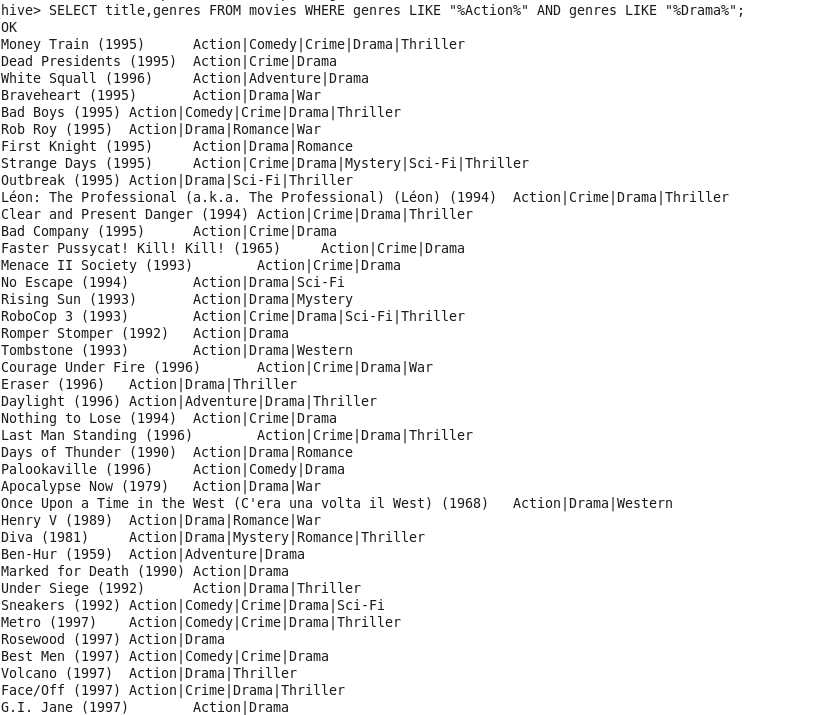 hive> SELECT title,genres FROM movies WHERE genres LIKE "%Action%" AND genres LIKE "%Drama%";
OK
Money Train (1995)	Action|Comedy|Crime|Drama|Thriller
Dead Presidents (1995)	Action|Crime|Drama
White Squall (1996)	Action|Adventure|Drama
Braveheart (1995)	Action|Drama|War
Bad Boys (1995)	Action|Comedy|Crime|Drama|Thriller
Rob Roy (1995)	Action|Drama|Romance|War
First Knight (1995)	Action|Drama|Romance
Strange Days (1995)	Action|Crime|Drama|Mystery|Sci-Fi|Thriller
Outbreak (1995)	Action|Drama|Sci-Fi|Thriller
Léon: The Professional (a.k.a. The Professional) (Léon) (1994)	Action|Crime|Drama|Thriller
Clear and Present Danger (1994)	Action|Crime|Drama|Thriller
Bad Company (1995)	Action|Crime|Drama
Faster Pussycat! Kill! Kill! (1965)	Action|Crime|Drama
Menace II Society (1993)	Action|Crime|Drama
No Escape (1994)	Action|Drama|Sci-Fi
Rising Sun (1993)	Action|Drama|Mystery
RoboCop 3 (1993)	Action|Crime|Drama|Sci-Fi|Thriller
Romper Stomper (1992)	Action|Drama
Tombstone (1993)	Action|Drama|Western
Courage Under Fire (1996)	Action|Crime|Drama|War
Eraser (1996)	Action|Drama|Thriller
Daylight (1996)	Action|Adventure|Drama|Thriller
Nothing to Lose (1994)	Action|Crime|Drama
Last Man Standing (1996)	Action|Crime|Drama|Thriller
Days of Thunder (1990)	Action|Drama|Romance
Palookaville (1996)	Action|Comedy|Drama
Apocalypse Now (1979)	Action|Drama|War
Once Upon a Time in the West (C'era una volta il West) (1968)	Action|Drama|Western
Henry V (1989)	Action|Drama|Romance|War
Diva (1981)	Action|Drama|Mystery|Romance|Thriller
Ben-Hur (1959)	Action|Adventure|Drama
Marked for Death (1990)	Action|Drama
Under Siege (1992)	Action|Drama|Thriller
Sneakers (1992)	Action|Comedy|Crime|Drama|Sci-Fi
Metro (1997)	Action|Comedy|Crime|Drama|Thriller
Rosewood (1997)	Action|Drama
Best Men (1997)	Action|Comedy|Crime|Drama
Volcano (1997)	Action|Drama|Thriller
Face/Off (1997)	Action|Crime|Drama|Thriller
G.I. Jane (1997)	Action|Drama